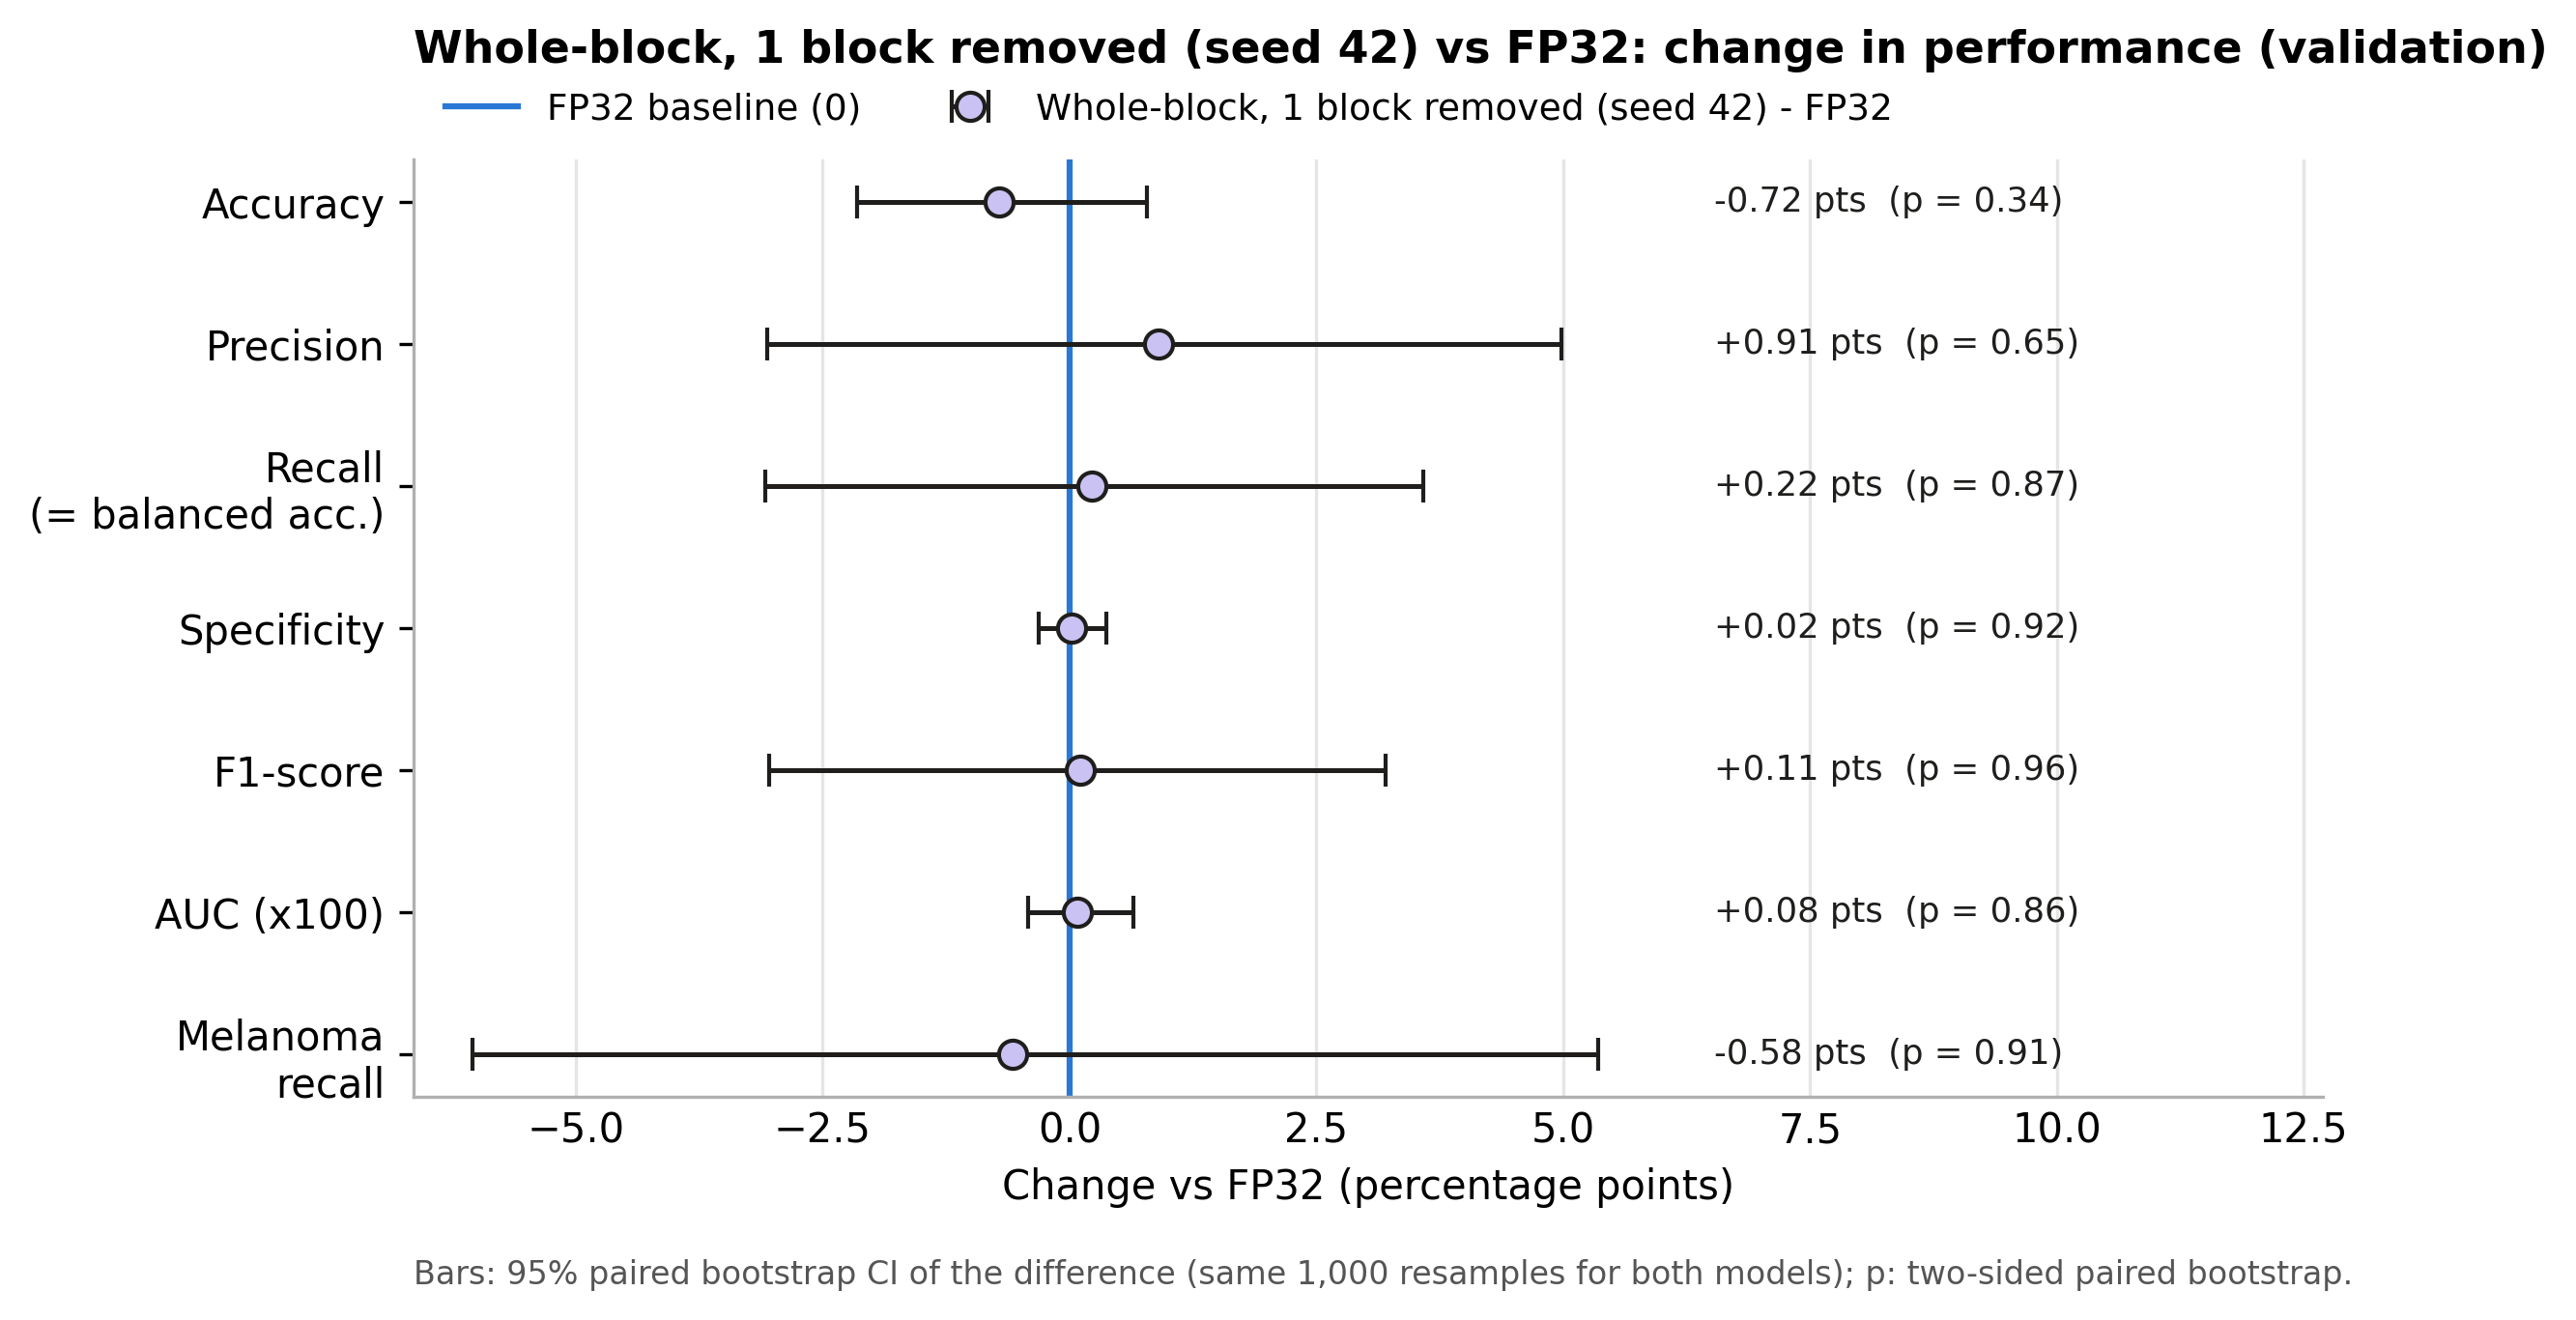 Whole-block, 1 block removed (seed 42) vs FP32: change in performance (validation)
FP32 baseline (0)
Whole-block, 1 block removed (seed 42) - FP32
Accuracy
-0.72 pts (p = 0.34)
Precision
+0.91 pts (p = 0.65)
Recall
(= balanced acc.)
+0.22 pts (p = 0.87)
Specificity
+0.02 pts (p = 0.92)
F1-score
+0.11 pts (p = 0.96)
AUC (x100)
+0.08 pts (p = 0.86)
Melanoma
recall
-0.58 pts (p = 0.91)
−5.0 −2.5 0.0 2.5 5.0 7.5 10.0 12.5
Change vs FP32 (percentage points)
Bars: 95% paired bootstrap CI of the difference (same 1,000 resamples for both models); p: two-sided paired bootstrap.